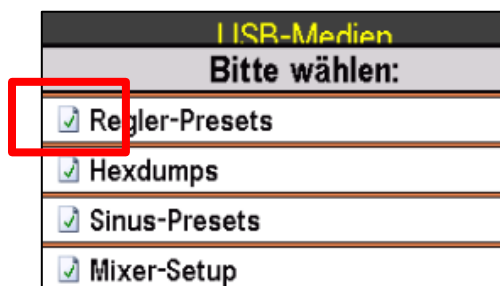 USB-Medien
Bitte wählen:
Regler-Presets
Hexdumps
Sinus-Presets
Mixer-Setup